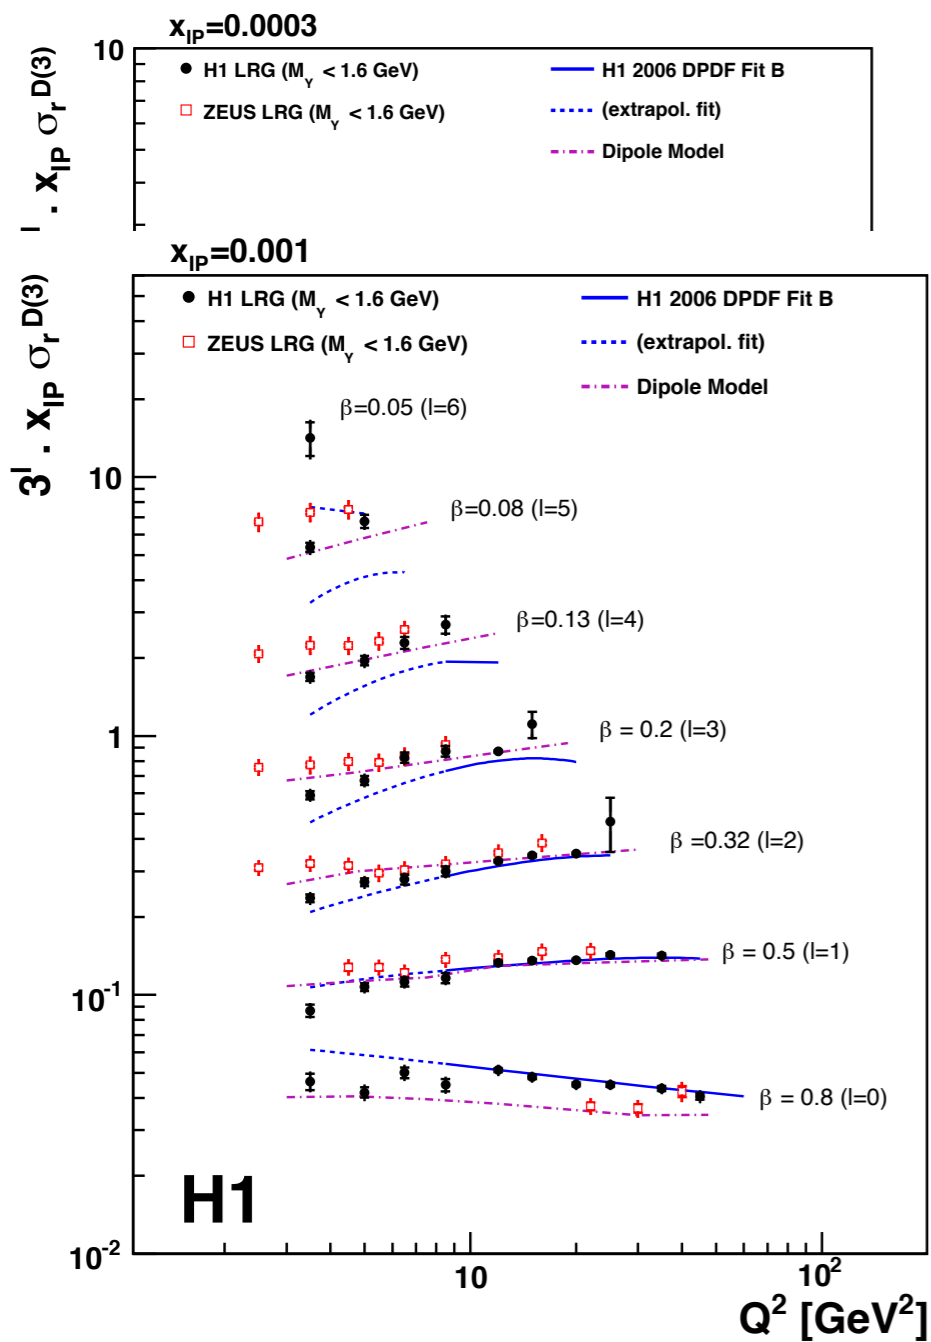 x_IP=0.0003
10
H1 LRG (M_Y < 1.6 GeV)
H1 2006 DPDF Fit B
ZEUS LRG (M_Y < 1.6 GeV)
(extrapol. fit)
Dipole Model
l · x_IP σ_r^D(3)
x_IP=0.001
H1 LRG (M_Y < 1.6 GeV)
H1 2006 DPDF Fit B
ZEUS LRG (M_Y < 1.6 GeV)
(extrapol. fit)
Dipole Model
3^l · x_IP σ_r^D(3)
β=0.05 (l=6)
10
β=0.08 (l=5)
β=0.13 (l=4)
1
β = 0.2 (l=3)
β=0.32 (l=2)
β = 0.5 (l=1)
10^-1
β = 0.8 (l=0)
H1
10^-2
10
10^2
Q^2 [GeV^2]